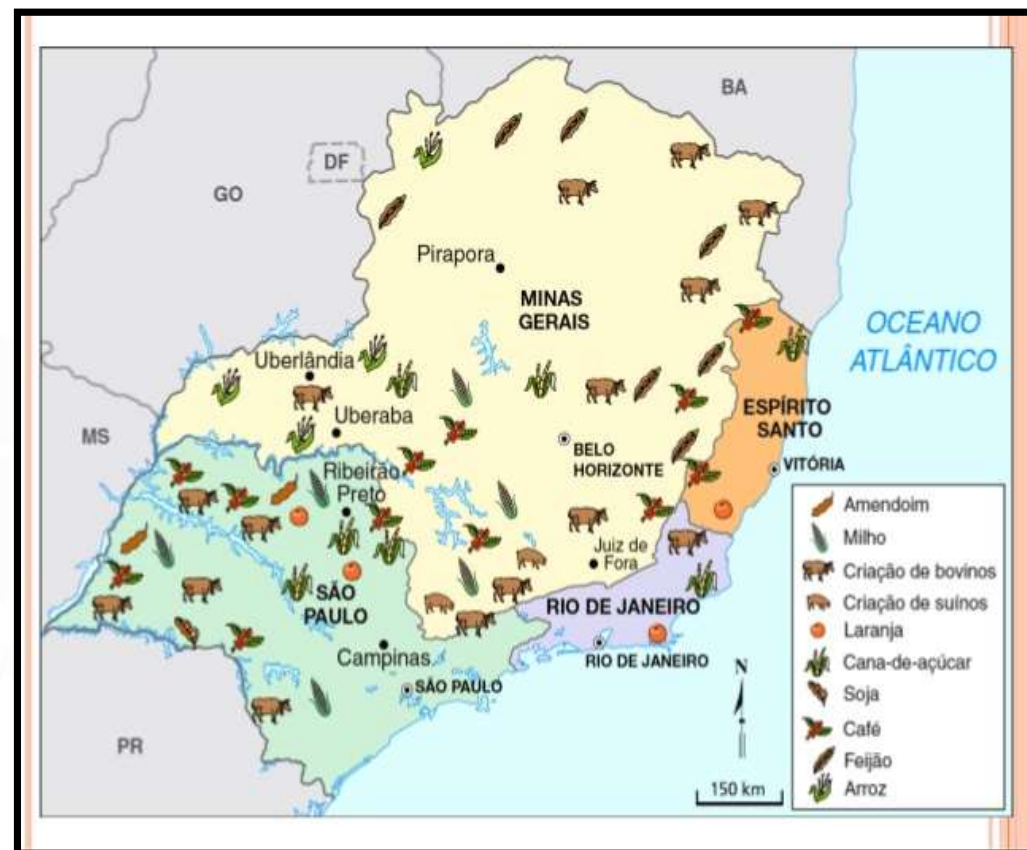 BA
DF
GO
Pirapora
MINAS
GERAIS
OCEANO
ATLÂNTICO
Uberlândia
Uberaba
ESPÍRITO
SANTO
MS
BELO
HORIZONTE
VITÓRIA
Ribeirão
Preto
Juiz de
Fora
SÃO
PAULO
RIO DE JANEIRO
Campinas
RIO DE JANEIRO
SÃO PAULO
PR
N
150 km
Amendoim
Milho
Criação de bovinos
Criação de suínos
Laranja
Cana-de-açúcar
Soja
Café
Feijão
Arroz